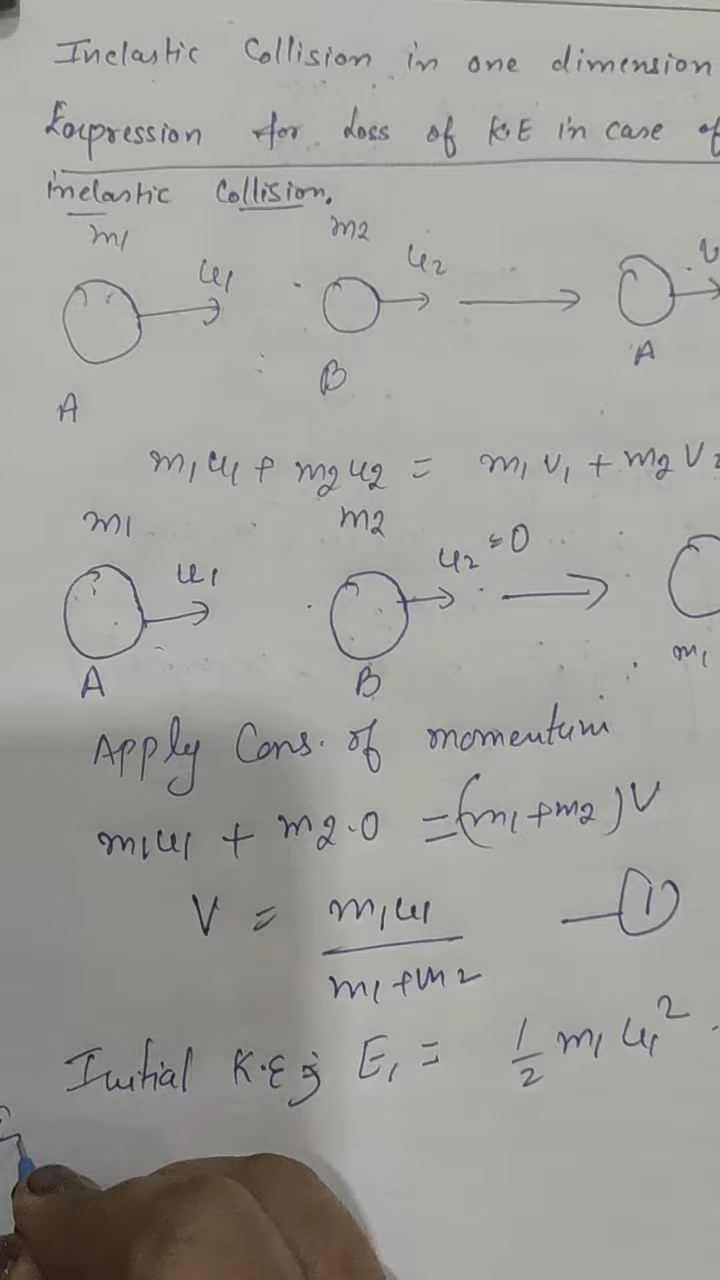 Inelastic Collision in one dimension
Expression for Loss of K.E in case of
inelastic Collision.
m1 m2
u1 u2
A B A
m1u1 + m2u2 = m1v1 + m2v2
m1 m2
u1 u2=0
A B m1
Apply Cons. of momentum
m1u1 + m2.0 =(m1+m2)V
V = m1u1 / m1+m2 —(1)
Initial K.E; E1 = 1/2 m1u1^2